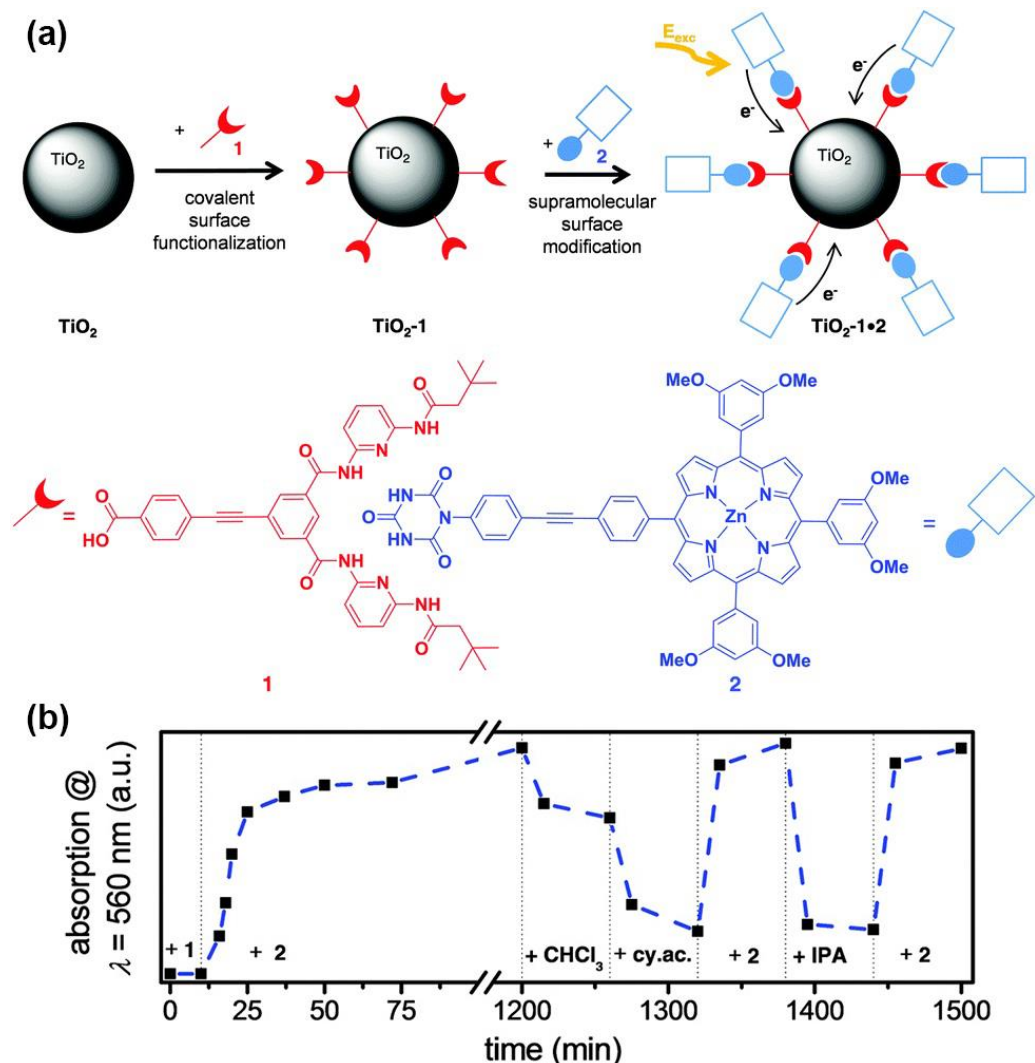 (a)
E_exc
e-
e-
+
1
TiO2
covalent
surface
functionalization
TiO2
+
2
supramolecular
surface
modification
TiO2
e-
e-
TiO2
TiO2-1
TiO2-1•2
=
O
HO
O
NH
N
NH
O
O
NH
N
NH
O
1
O
HN
O
N
NH
O
MeO
OMe
N
N
Zn
N
N
OMe
OMe
MeO
OMe
=
2
(b)
absorption @
λ = 560 nm (a.u.)
+ 1
+ 2
+ CHCl3
+ cy.ac.
+ 2
+ IPA
+ 2
0 25 50 75 1200 1300 1400 1500
time (min)